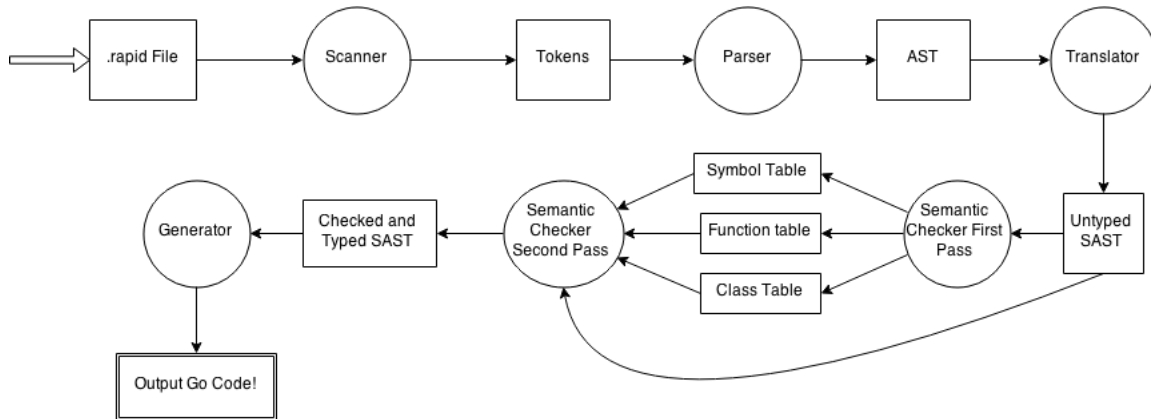 .rapid File
Scanner
Tokens
Parser
AST
Translator
Symbol Table
Function table
Class Table
Semantic
Checker First
Pass
Untyped
SAST
Semantic
Checker
Second Pass
Checked and
Typed SAST
Generator
Output Go Code!